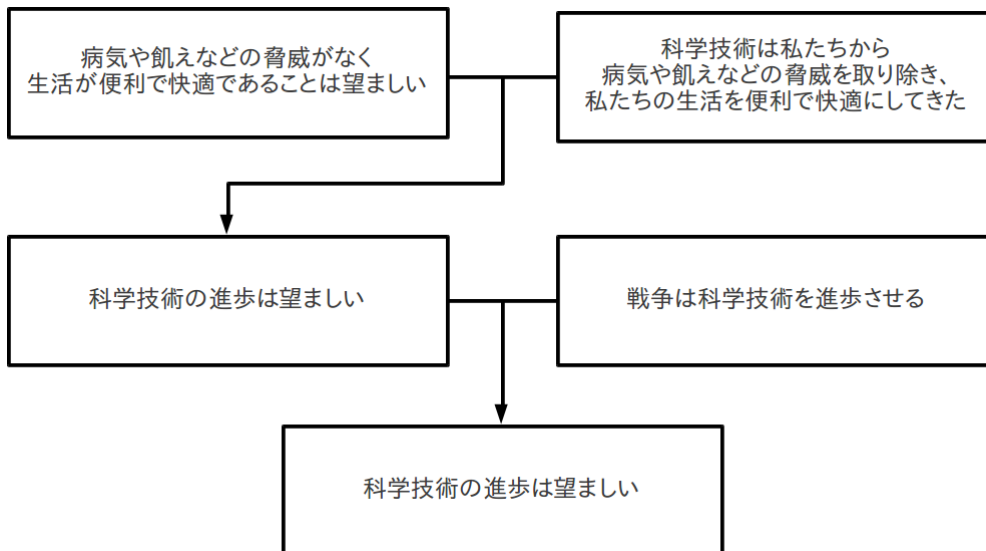 病気や飢えなどの脅威がなく
生活が便利で快適であることは望ましい
科学技術は私たちから
病気や飢えなどの脅威を取り除き、
私たちの生活を便利で快適にしてきた
科学技術の進歩は望ましい
戦争は科学技術を進歩させる
科学技術の進歩は望ましい